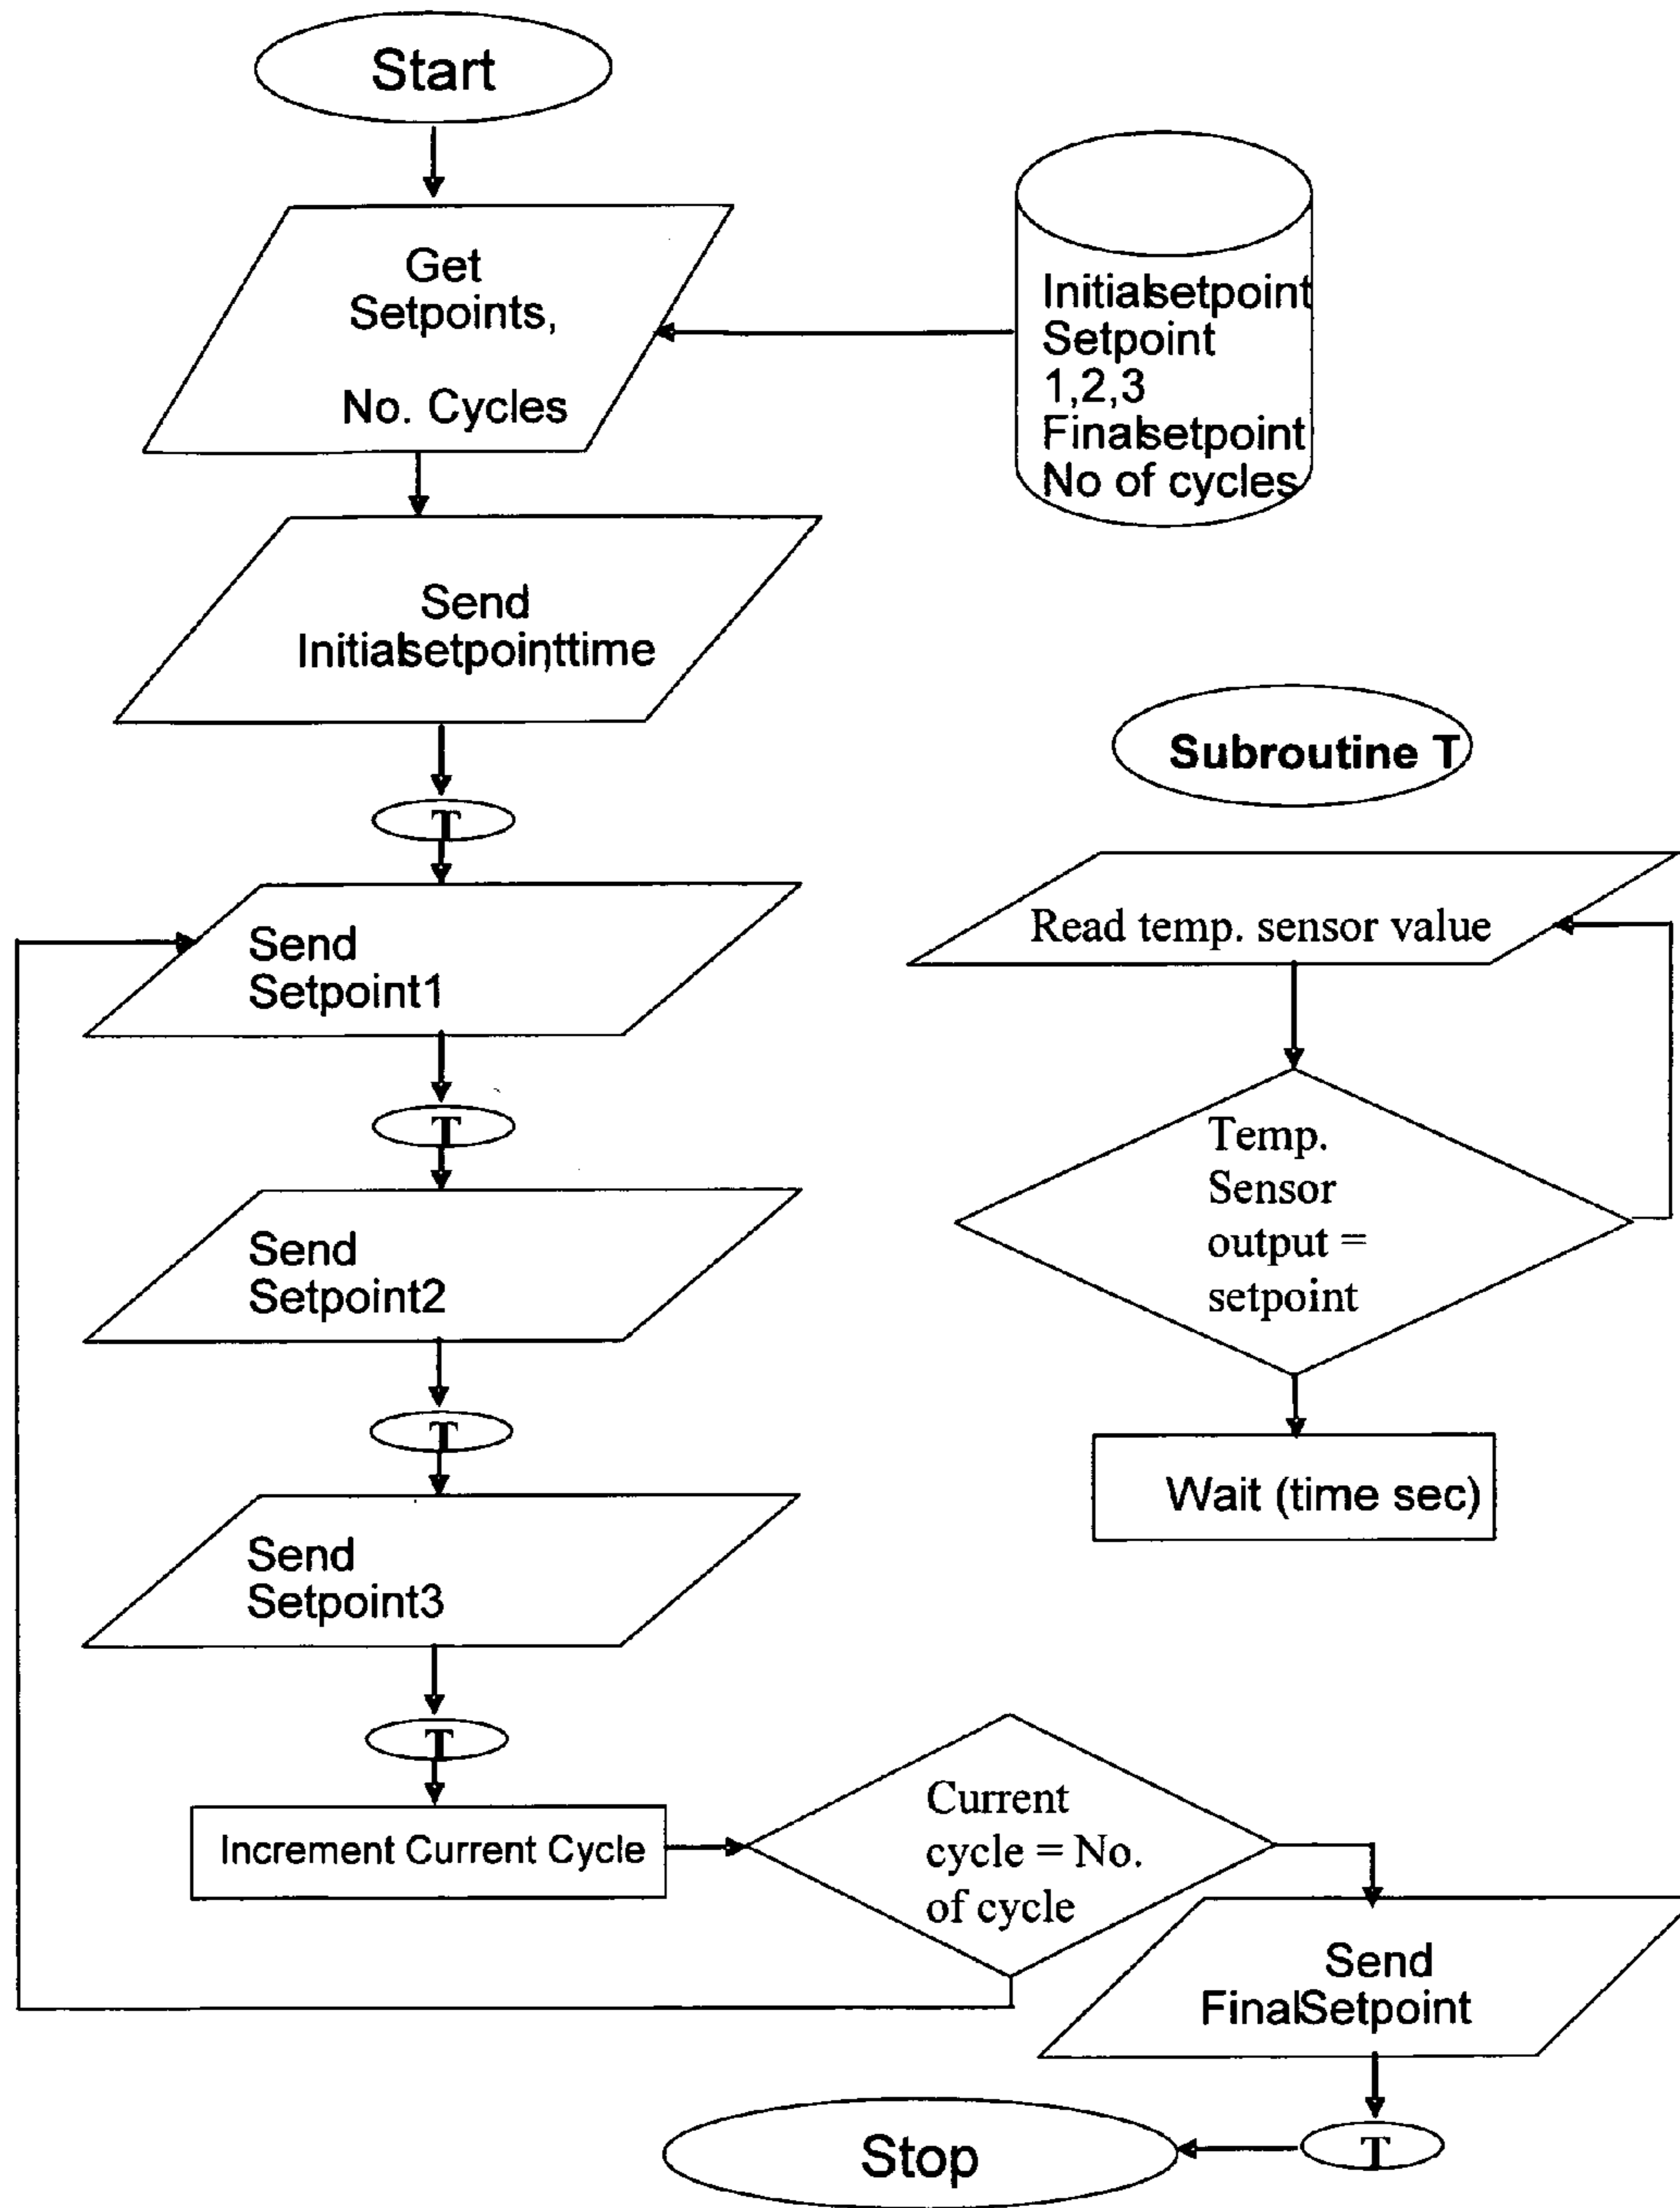 Start
Get
Setpoints,
No. Cycles
Initialsetpoint
Setpoint
1,2,3
Finalsetpoint
No of cycles
Send
Initialsetpoint,time
T
Send
Setpoint1
T
Send
Setpoint2
T
Send
Setpoint3
T
Increment Current Cycle
Current
cycle = No.
of cycle
Send
FinalSetpoint
T
Stop
Subroutine T
Read temp. sensor value
Temp.
Sensor
output =
setpoint
Wait (time sec)